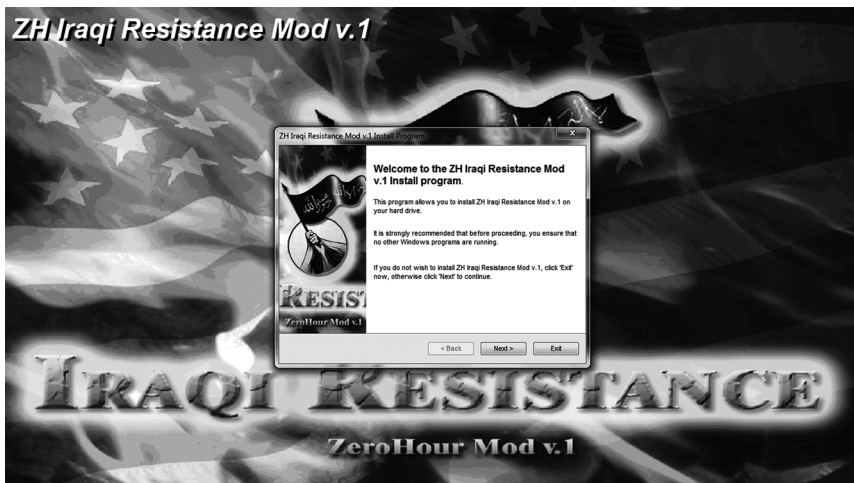 ZH Iraqi Resistance Mod v.1
ZH Iraqi Resistance Mod v.1 Install Program
x
Welcome to the ZH Iraqi Resistance Mod
v.1 Install program.
This program allows you to install ZH Iraqi Resistance Mod v.1 on
your hard drive.
It is strongly recommended that before proceeding, you ensure that
no other Windows programs are running.
If you do not wish to install ZH Iraqi Resistance Mod v.1, click 'Exit'
now, otherwise click 'Next' to continue.
RESIST
ZeroHour Mod v.1
< Back
Next >
Exit
IRAQI RESISTANCE
ZeroHour Mod v.1